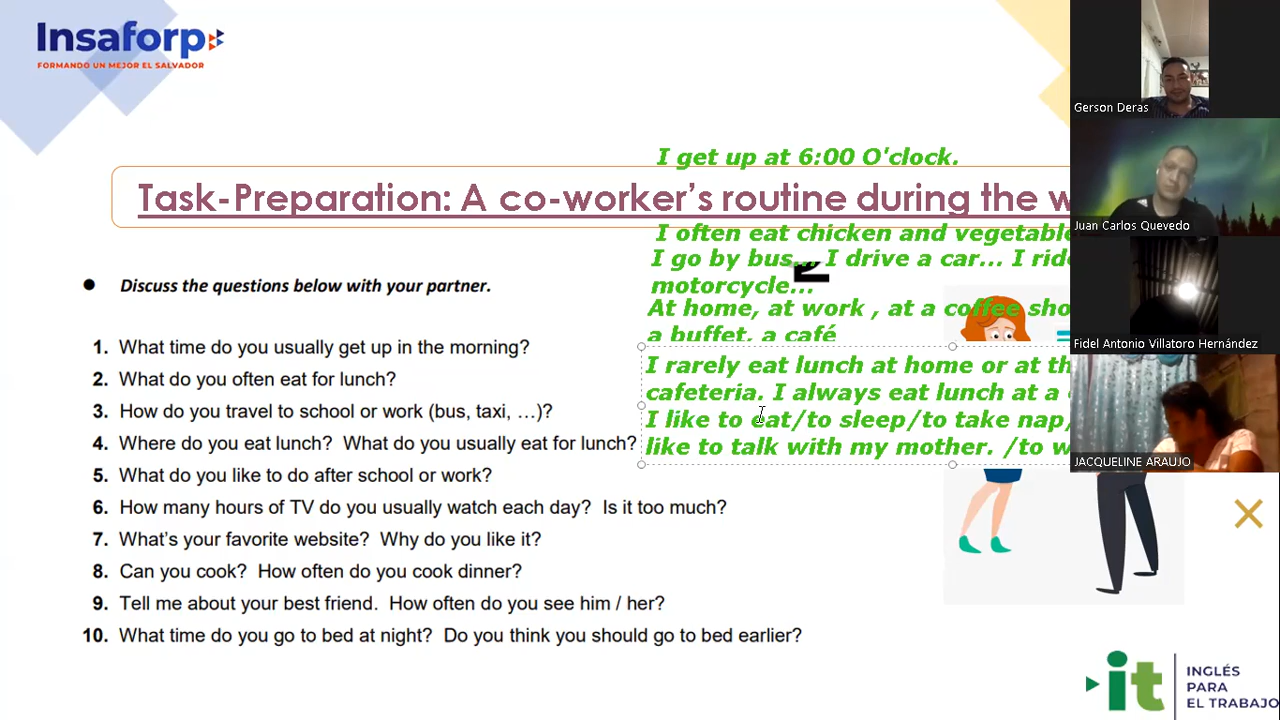 Insaforp
FORMANDO UN MEJOR EL SALVADOR
I get up at 6:00 O'clock.
Task-Preparation: A co-worker's routine during the w
I often eat chicken and vegetable
I go by bus... I drive a car... I ride
motorcycle...
● Discuss the questions below with your partner.
At home, at work , at a coffee sho
a buffet, a café
1. What time do you usually get up in the morning?
I rarely eat lunch at home or at th
2. What do you often eat for lunch?
cafeteria. I always eat lunch at a
3. How do you travel to school or work (bus, taxi, …)?
I like to eat/to sleep/to take nap/
4. Where do you eat lunch? What do you usually eat for lunch?
like to talk with my mother. /to w
5. What do you like to do after school or work?
6. How many hours of TV do you usually watch each day? Is it too much?
7. What's your favorite website? Why do you like it?
8. Can you cook? How often do you cook dinner?
9. Tell me about your best friend. How often do you see him / her?
10. What time do you go to bed at night? Do you think you should go to bed earlier?
Gerson Deras
Juan Carlos Quevedo
Fidel Antonio Villatoro Hernández
JACQUELINE ARAUJO
it
INGLÉS
PARA
EL TRABAJO